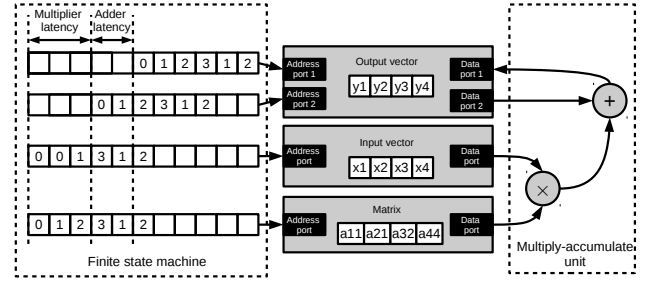 Multiplier Adder
latency latency
0 1 2 3 1 2
Address
port 1
Output vector
Data
port 1
y1 y2 y3 y4
0 1 2 3 1 2
Address
port 2
Data
port 2
+
0 0 1 3 1 2
Address
port
Input vector
x1 x2 x3 x4
Data
port
×
0 1 2 3 1 2
Address
port
Matrix
a11 a21 a32 a44
Data
port
Finite state machine
Multiply-accumulate
unit